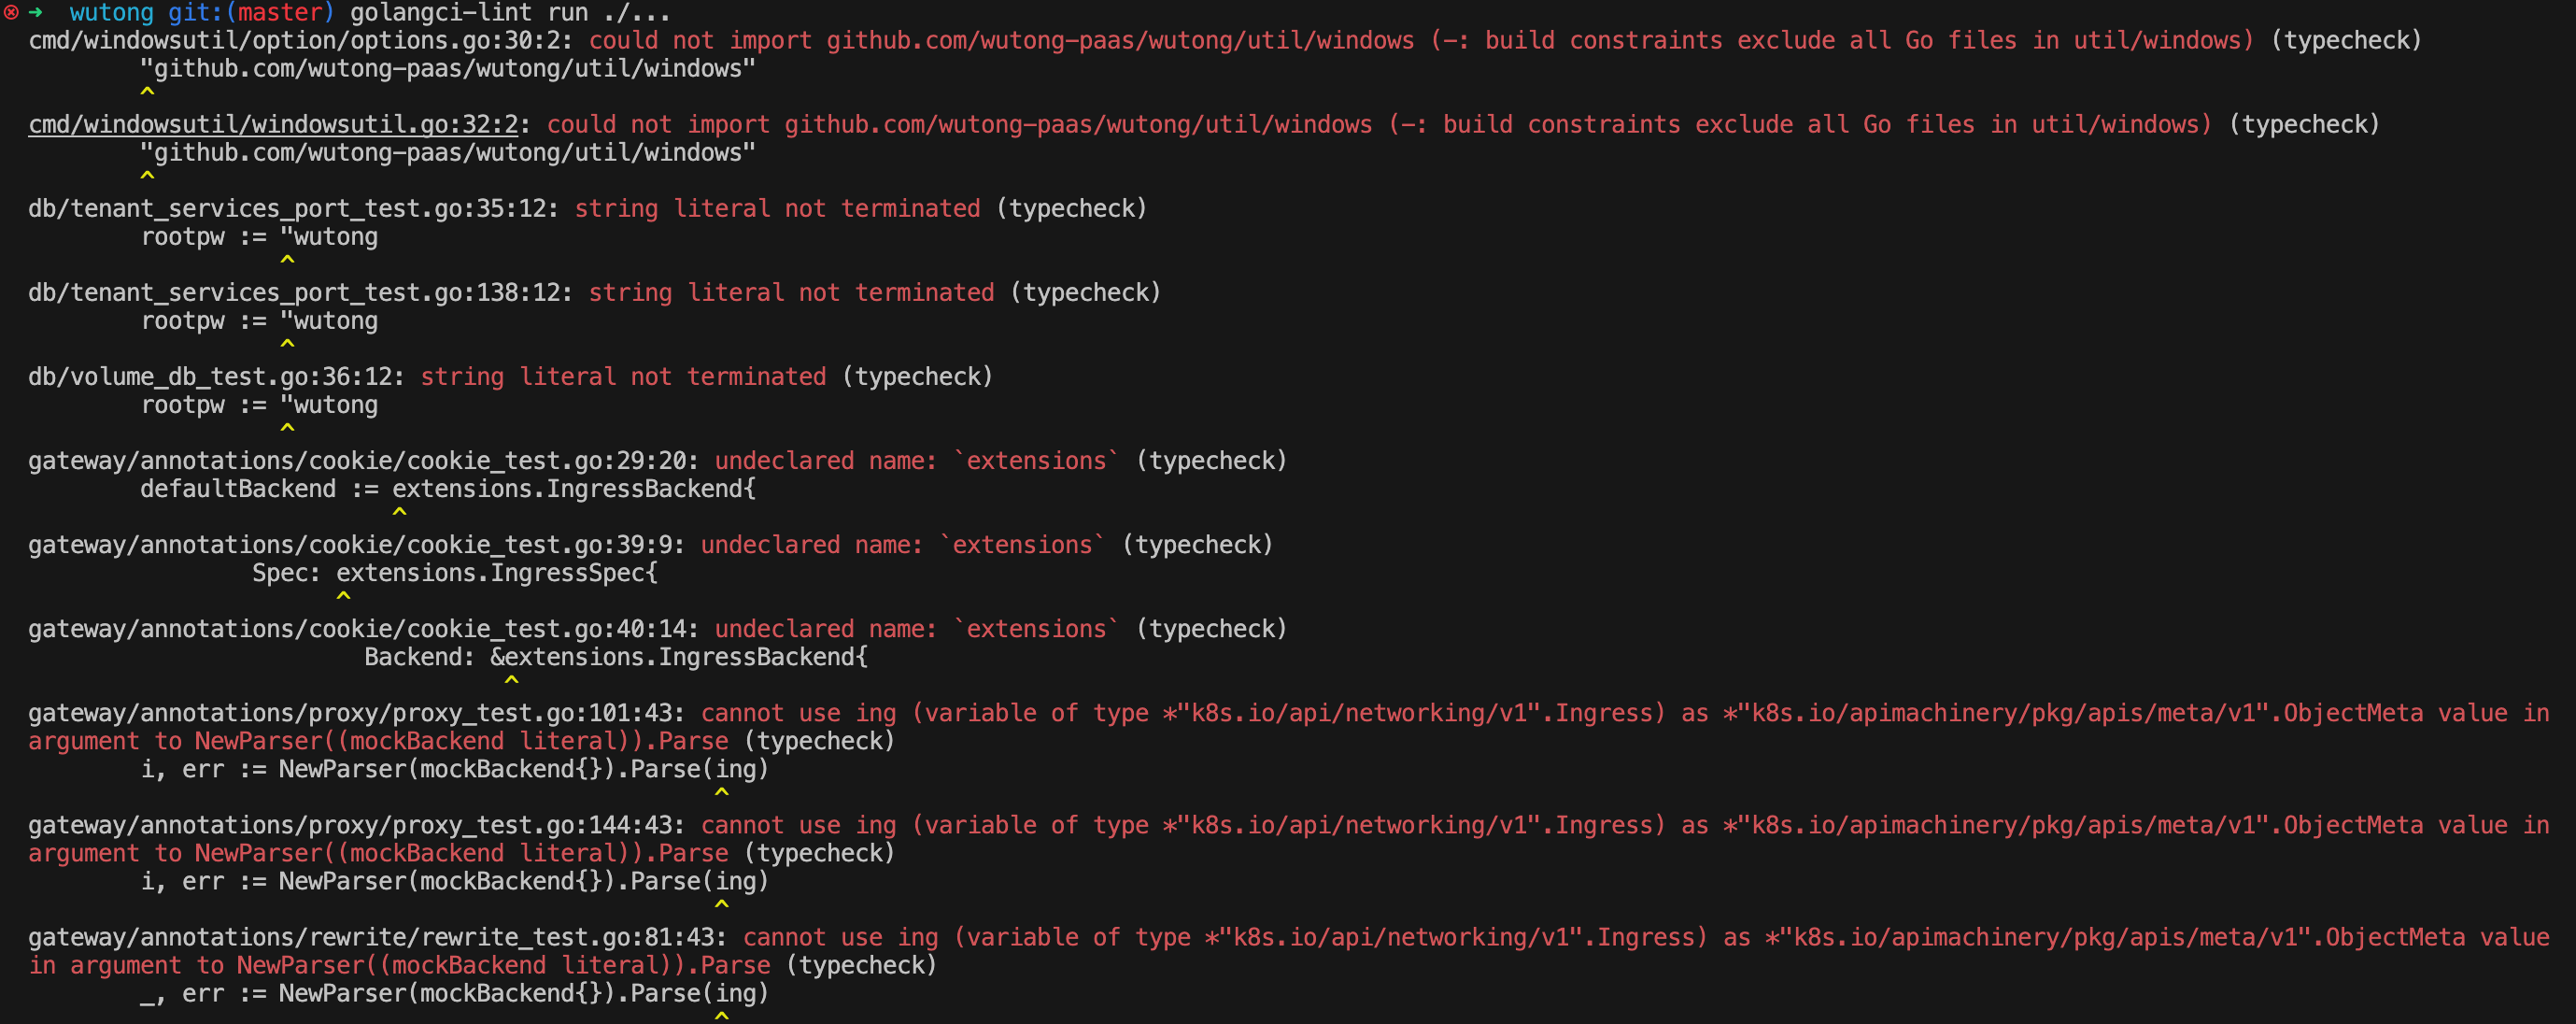 ⊗ → wutong git:(master) golangci-lint run ./...
cmd/windowsutil/option/options.go:30:2: could not import github.com/wutong-paas/wutong/util/windows (-: build constraints exclude all Go files in util/windows) (typecheck)
"github.com/wutong-paas/wutong/util/windows"
^
cmd/windowsutil/windowsutil.go:32:2: could not import github.com/wutong-paas/wutong/util/windows (-: build constraints exclude all Go files in util/windows) (typecheck)
"github.com/wutong-paas/wutong/util/windows"
^
db/tenant_services_port_test.go:35:12: string literal not terminated (typecheck)
rootpw := "wutong
^
db/tenant_services_port_test.go:138:12: string literal not terminated (typecheck)
rootpw := "wutong
^
db/volume_db_test.go:36:12: string literal not terminated (typecheck)
rootpw := "wutong
^
gateway/annotations/cookie/cookie_test.go:29:20: undeclared name: `extensions` (typecheck)
defaultBackend := extensions.IngressBackend{
^
gateway/annotations/cookie/cookie_test.go:39:9: undeclared name: `extensions` (typecheck)
Spec: extensions.IngressSpec{
^
gateway/annotations/cookie/cookie_test.go:40:14: undeclared name: `extensions` (typecheck)
Backend: &extensions.IngressBackend{
^
gateway/annotations/proxy/proxy_test.go:101:43: cannot use ing (variable of type *"k8s.io/api/networking/v1".Ingress) as *"k8s.io/apimachinery/pkg/apis/meta/v1".ObjectMeta value in
argument to NewParser((mockBackend literal)).Parse (typecheck)
i, err := NewParser(mockBackend{}).Parse(ing)
^
gateway/annotations/proxy/proxy_test.go:144:43: cannot use ing (variable of type *"k8s.io/api/networking/v1".Ingress) as *"k8s.io/apimachinery/pkg/apis/meta/v1".ObjectMeta value in
argument to NewParser((mockBackend literal)).Parse (typecheck)
i, err := NewParser(mockBackend{}).Parse(ing)
^
gateway/annotations/rewrite/rewrite_test.go:81:43: cannot use ing (variable of type *"k8s.io/api/networking/v1".Ingress) as *"k8s.io/apimachinery/pkg/apis/meta/v1".ObjectMeta value
in argument to NewParser((mockBackend literal)).Parse (typecheck)
_, err := NewParser(mockBackend{}).Parse(ing)
^